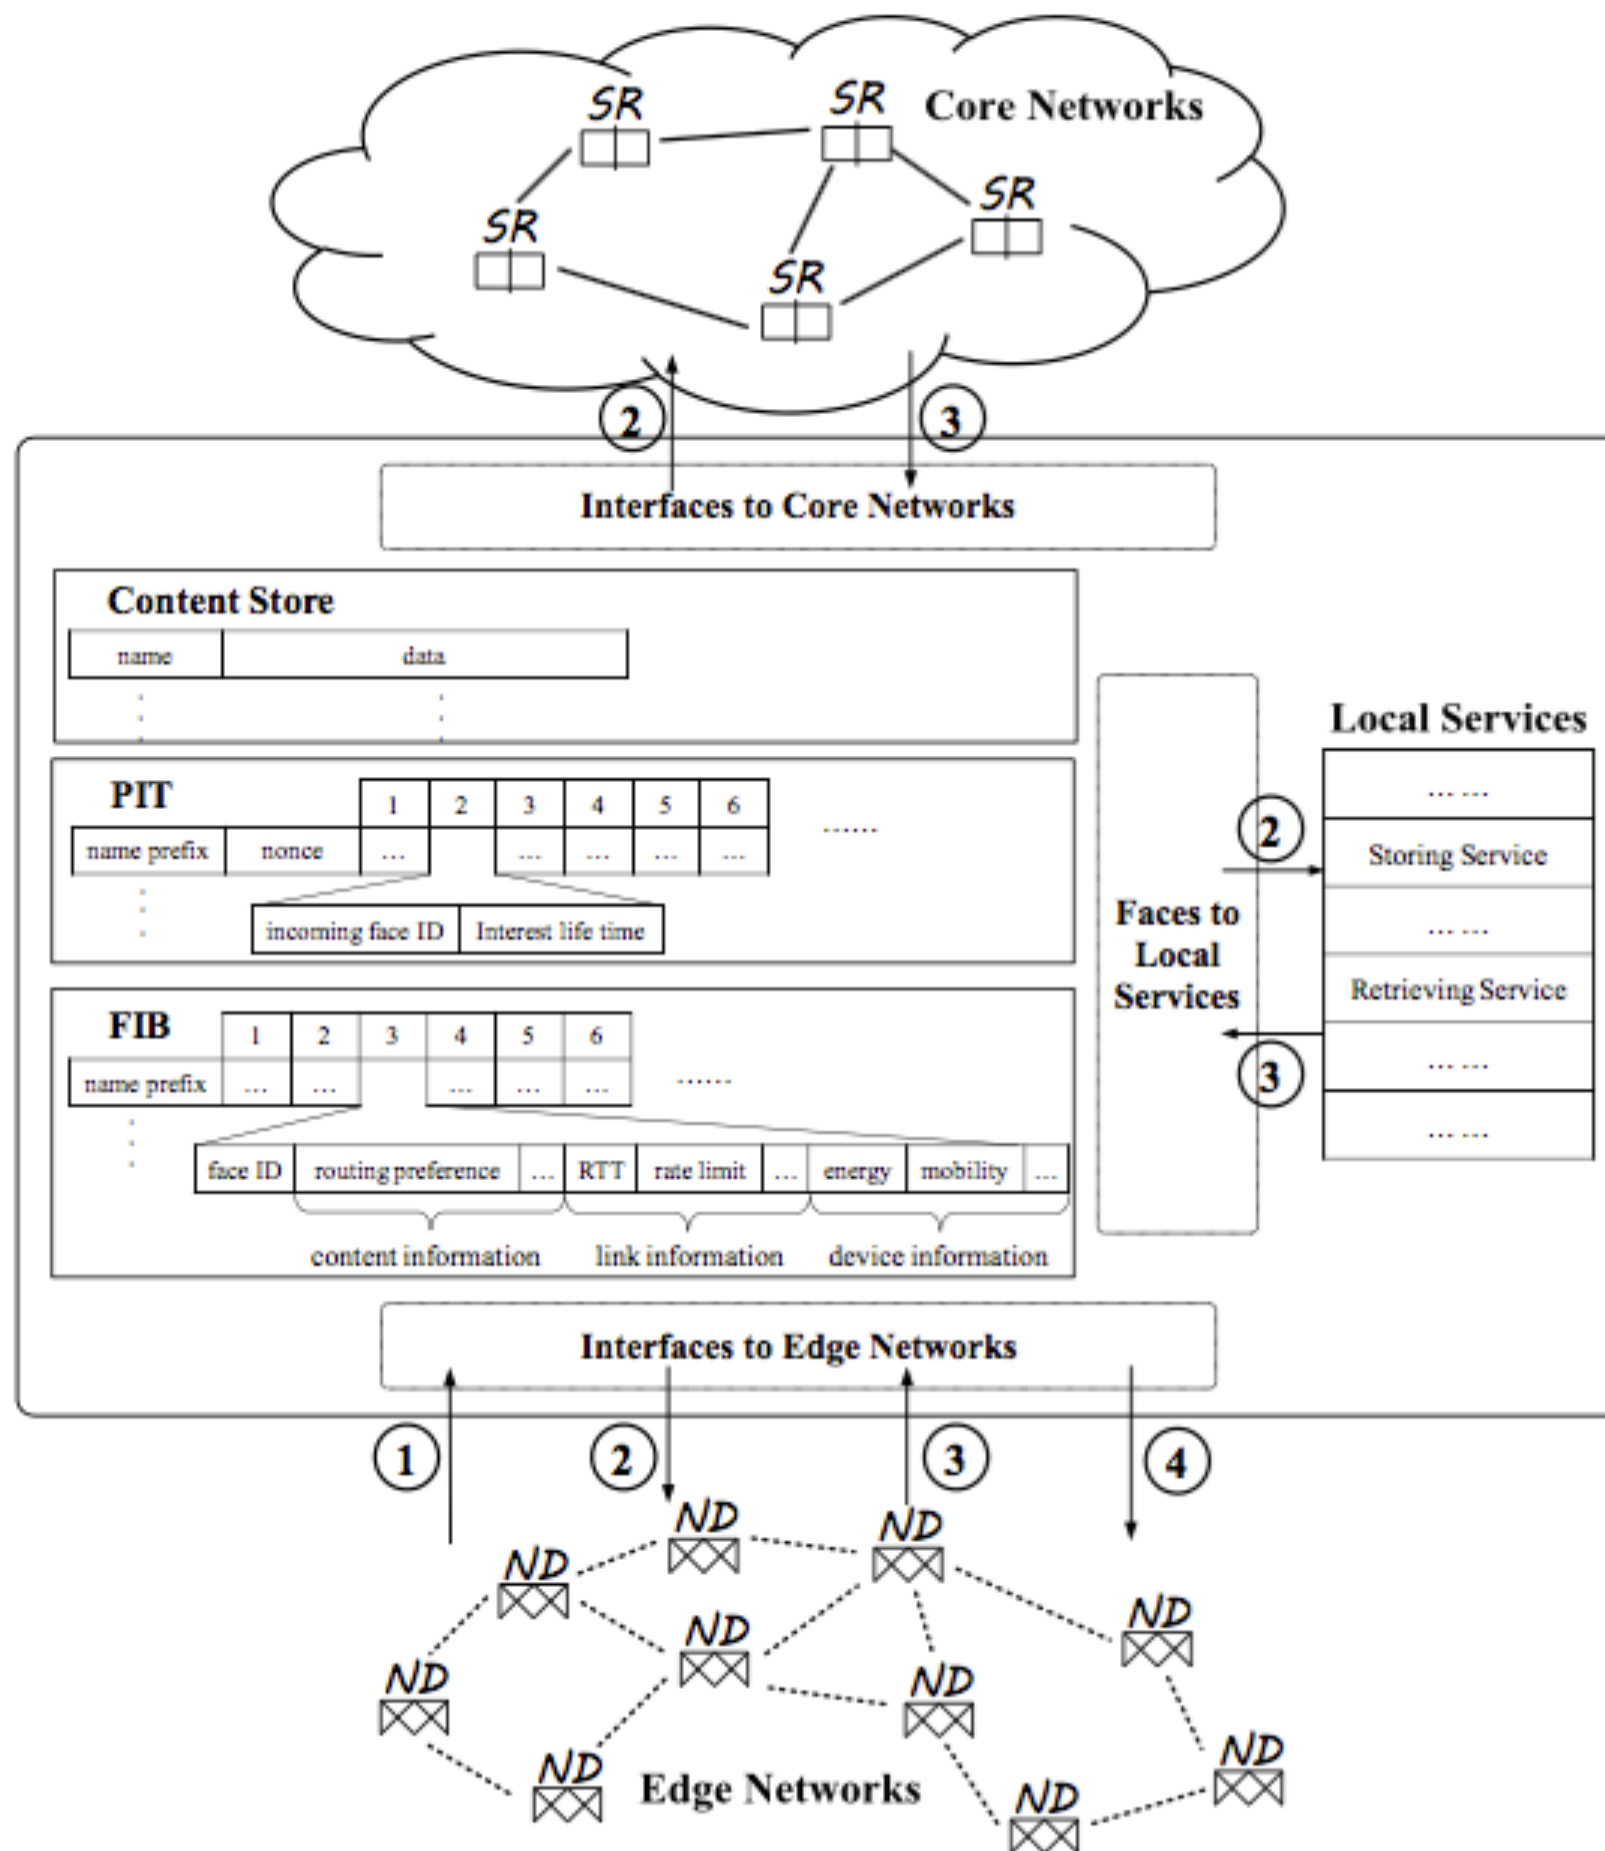 SR
SR
Core Networks
SR
SR
SR
2
3
Interfaces to Core Networks
Content Store
name data
PIT
1 2 3 4 5 6
name prefix nonce ... ... ... ... ... ......
incoming face ID Interest life time
FIB
1 2 3 4 5 6
name prefix ... ... ... ... ... ......
face ID routing preference ... RTT rate limit ... energy mobility ...
content information link information device information
Faces to
Local
Services
2
3
Local Services
... ...
Storing Service
... ...
Retrieving Service
... ...
... ...
Interfaces to Edge Networks
1 2 3 4
ND
ND
ND
ND
ND
ND
ND
ND
ND
ND
Edge Networks